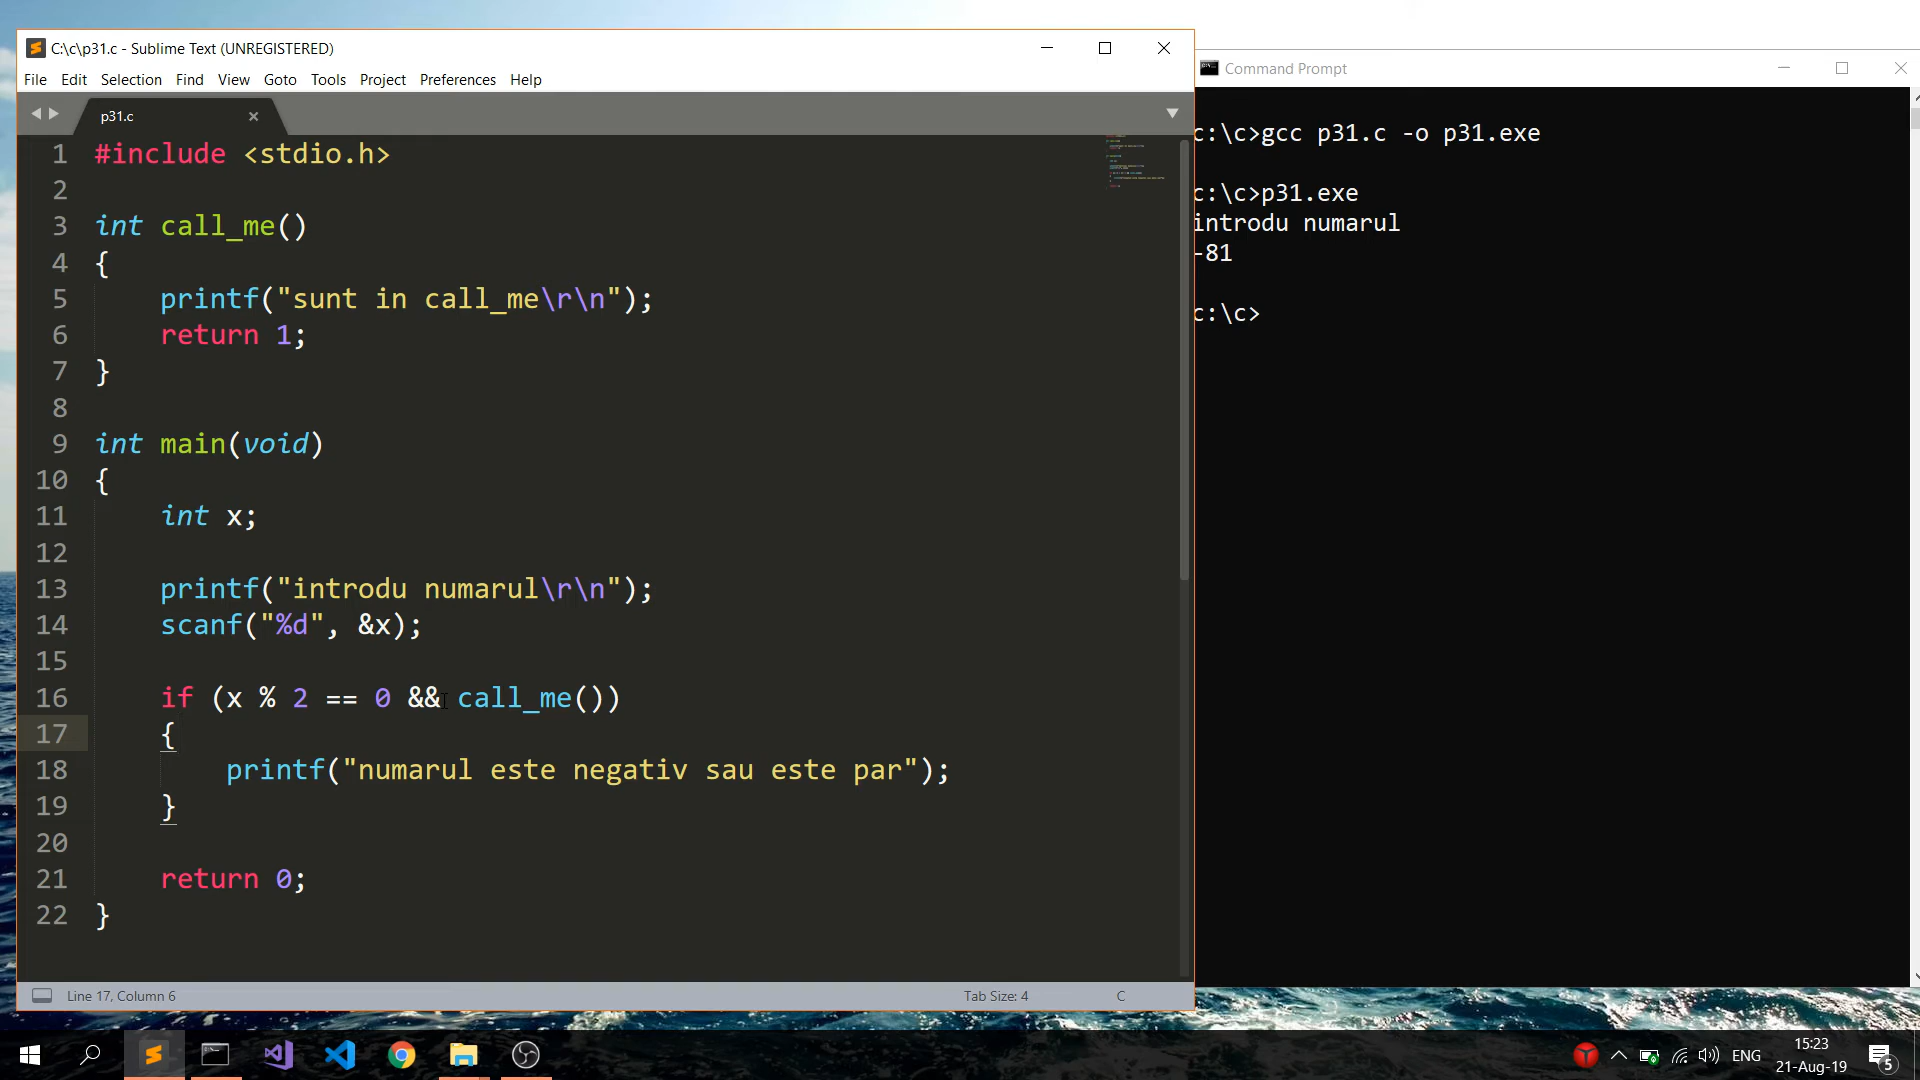 C:\c\p31.c - Sublime Text (UNREGISTERED)
File Edit Selection Find View Goto Tools Project Preferences Help
p31.c
1 #include <stdio.h>
2
3 int call_me()
4 {
5 printf("sunt in call_me\r\n");
6 return 1;
7 }
8
9 int main(void)
10 {
11 int x;
12
13 printf("introdu numarul\r\n");
14 scanf("%d", &x);
15
16 if (x % 2 == 0 && call_me())
17 {
18 printf("numarul este negativ sau este par");
19 }
20
21 return 0;
22 }
Line 17, Column 6
Tab Size: 4
C
Command Prompt
c:\c>gcc p31.c -o p31.exe
c:\c>p31.exe
introdu numarul
-81
c:\c>
ENG
15:23
21-Aug-19
5